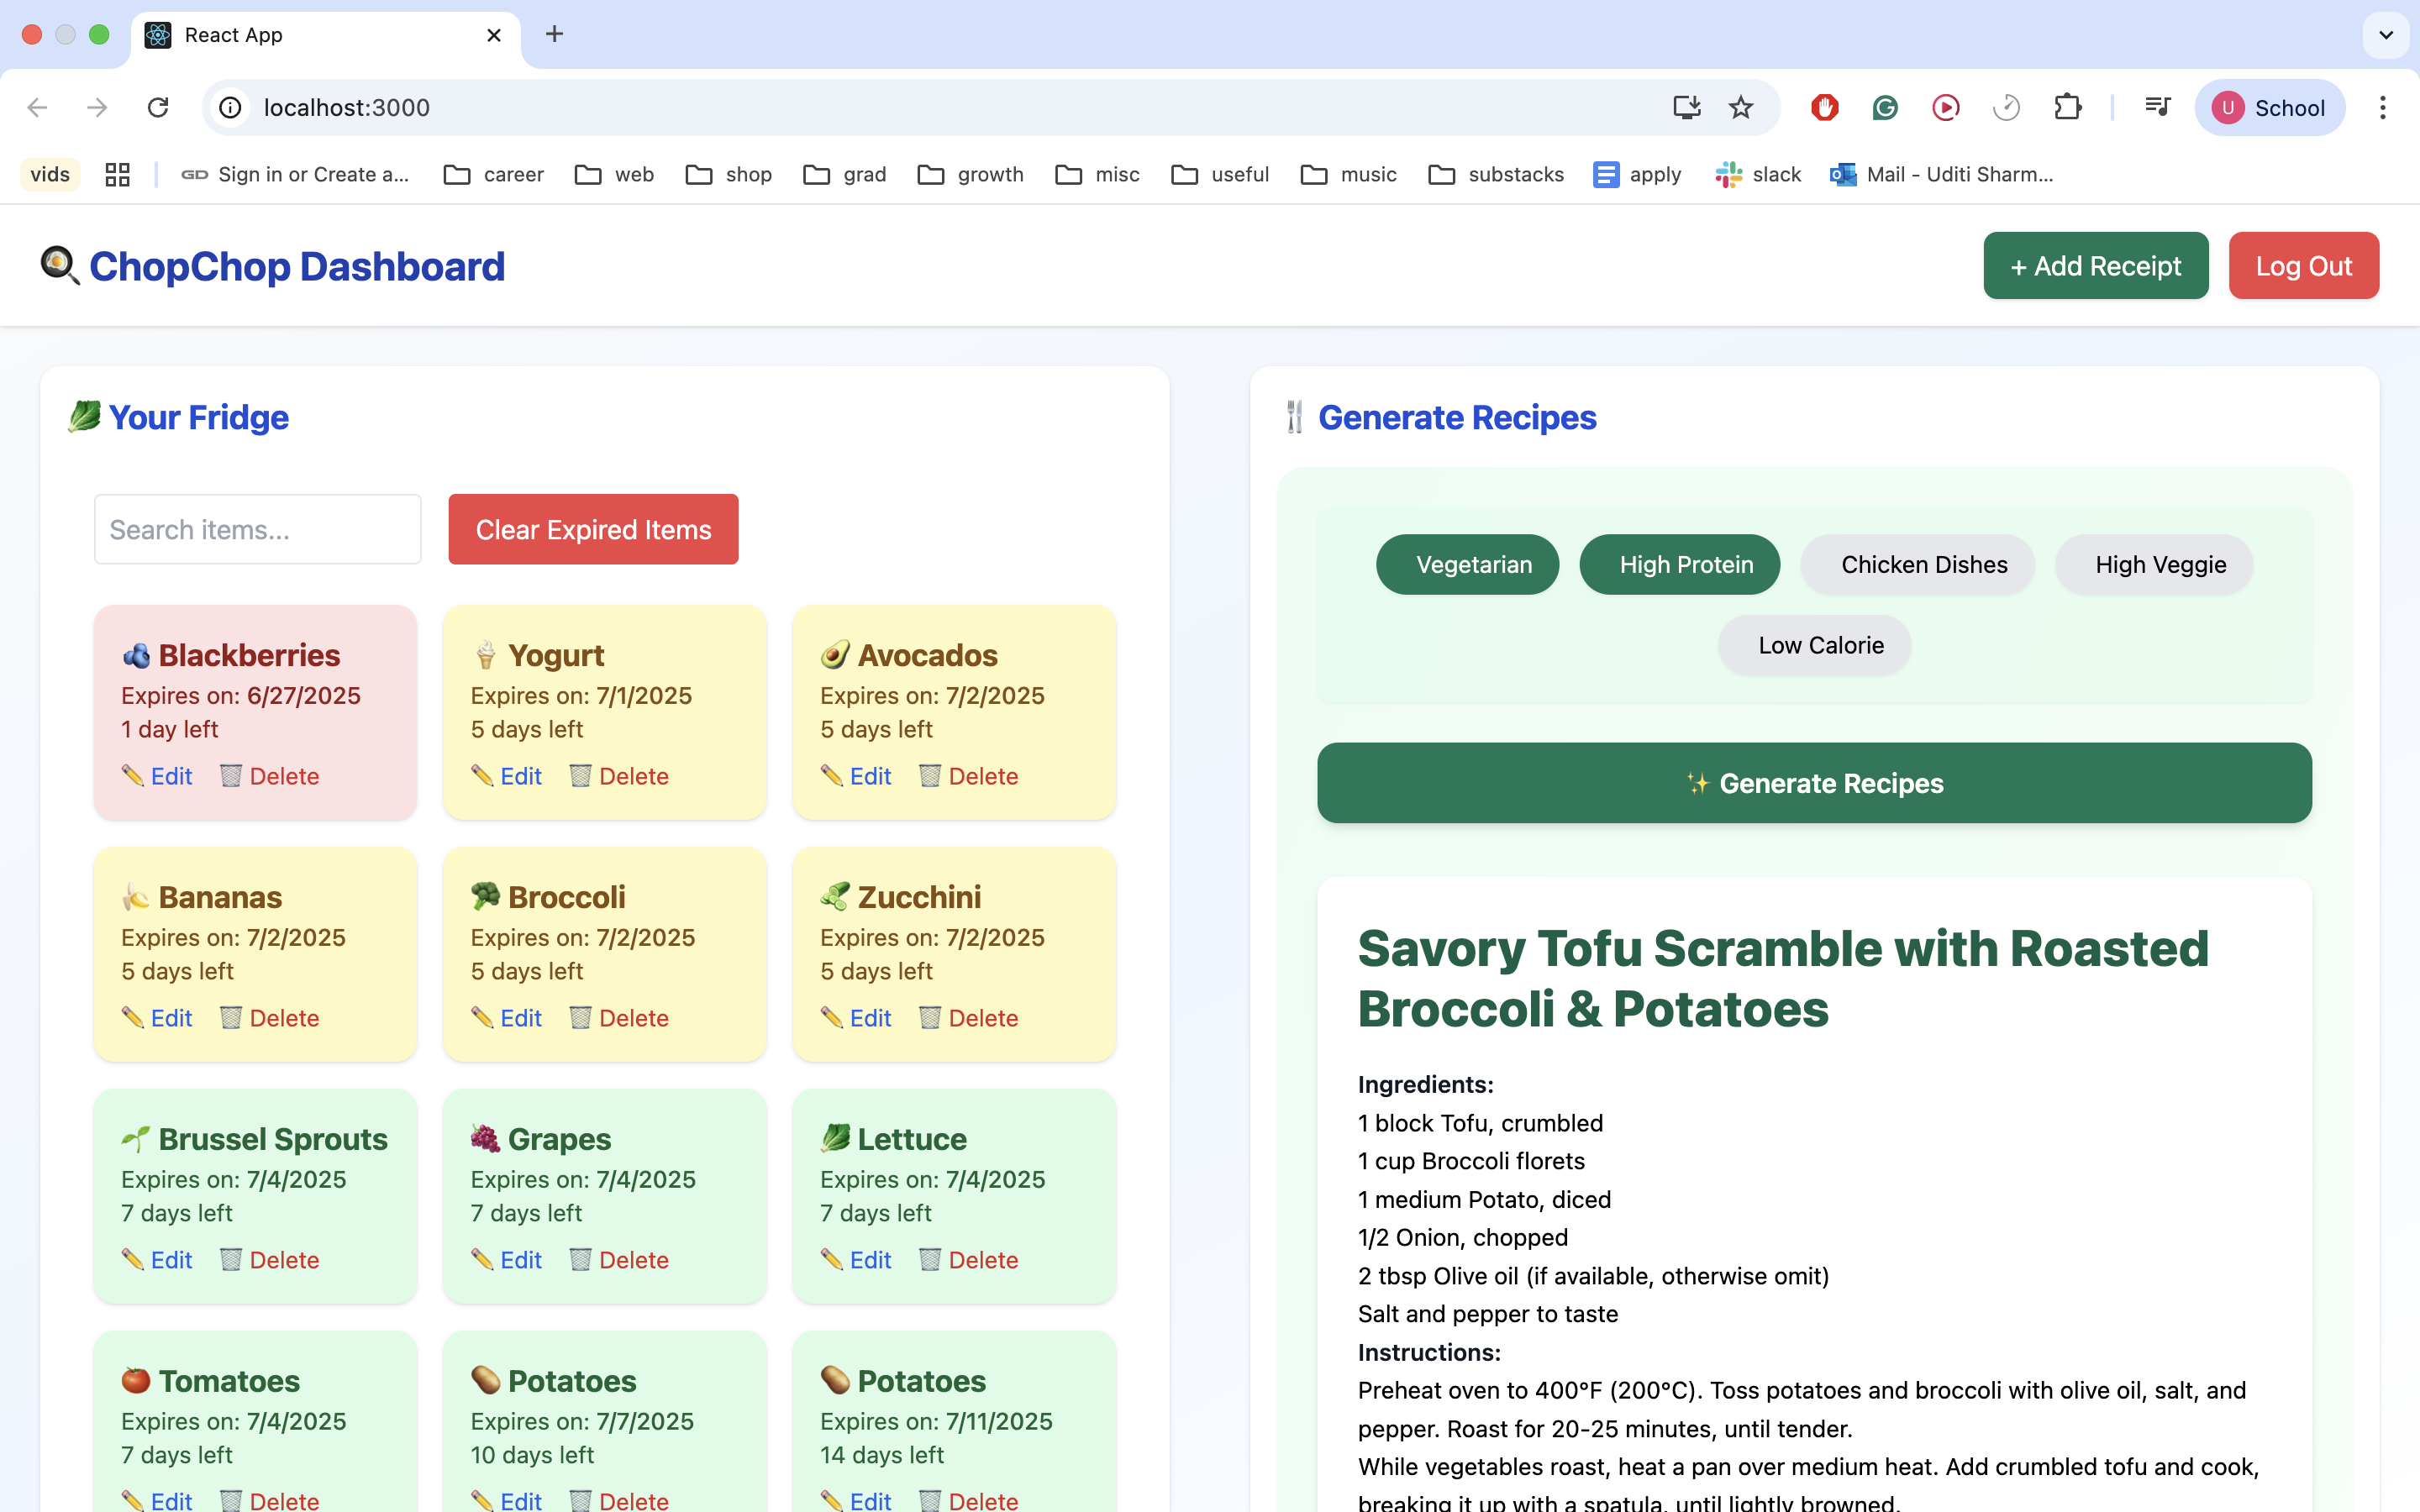 React App
localhost:3000
School
U
vids
GD Sign in or Create a...
career
web
shop
grad
growth
misc
useful
music
substacks
apply
slack
Mail - Uditi Sharm...
ChopChop Dashboard
+ Add Receipt
Log Out
Your Fridge
Search items...
Clear Expired Items
Blackberries
Expires on: 6/27/2025
1 day left
Edit Delete
Yogurt
Expires on: 7/1/2025
5 days left
Edit Delete
Avocados
Expires on: 7/2/2025
5 days left
Edit Delete
Bananas
Expires on: 7/2/2025
5 days left
Edit Delete
Broccoli
Expires on: 7/2/2025
5 days left
Edit Delete
Zucchini
Expires on: 7/2/2025
5 days left
Edit Delete
Brussel Sprouts
Expires on: 7/4/2025
7 days left
Edit Delete
Grapes
Expires on: 7/4/2025
7 days left
Edit Delete
Lettuce
Expires on: 7/4/2025
7 days left
Edit Delete
Tomatoes
Expires on: 7/4/2025
7 days left
Edit Delete
Potatoes
Expires on: 7/7/2025
10 days left
Edit Delete
Potatoes
Expires on: 7/11/2025
14 days left
Edit Delete
Generate Recipes
Vegetarian
High Protein
Chicken Dishes
High Veggie
Low Calorie
Generate Recipes
Savory Tofu Scramble with Roasted
Broccoli & Potatoes
Ingredients:
1 block Tofu, crumbled
1 cup Broccoli florets
1 medium Potato, diced
1/2 Onion, chopped
2 tbsp Olive oil (if available, otherwise omit)
Salt and pepper to taste
Instructions:
Preheat oven to 400°F (200°C). Toss potatoes and broccoli with olive oil, salt, and
pepper. Roast for 20-25 minutes, until tender.
While vegetables roast, heat a pan over medium heat. Add crumbled tofu and cook,
breaking it up with a spatula, until lightly browned.